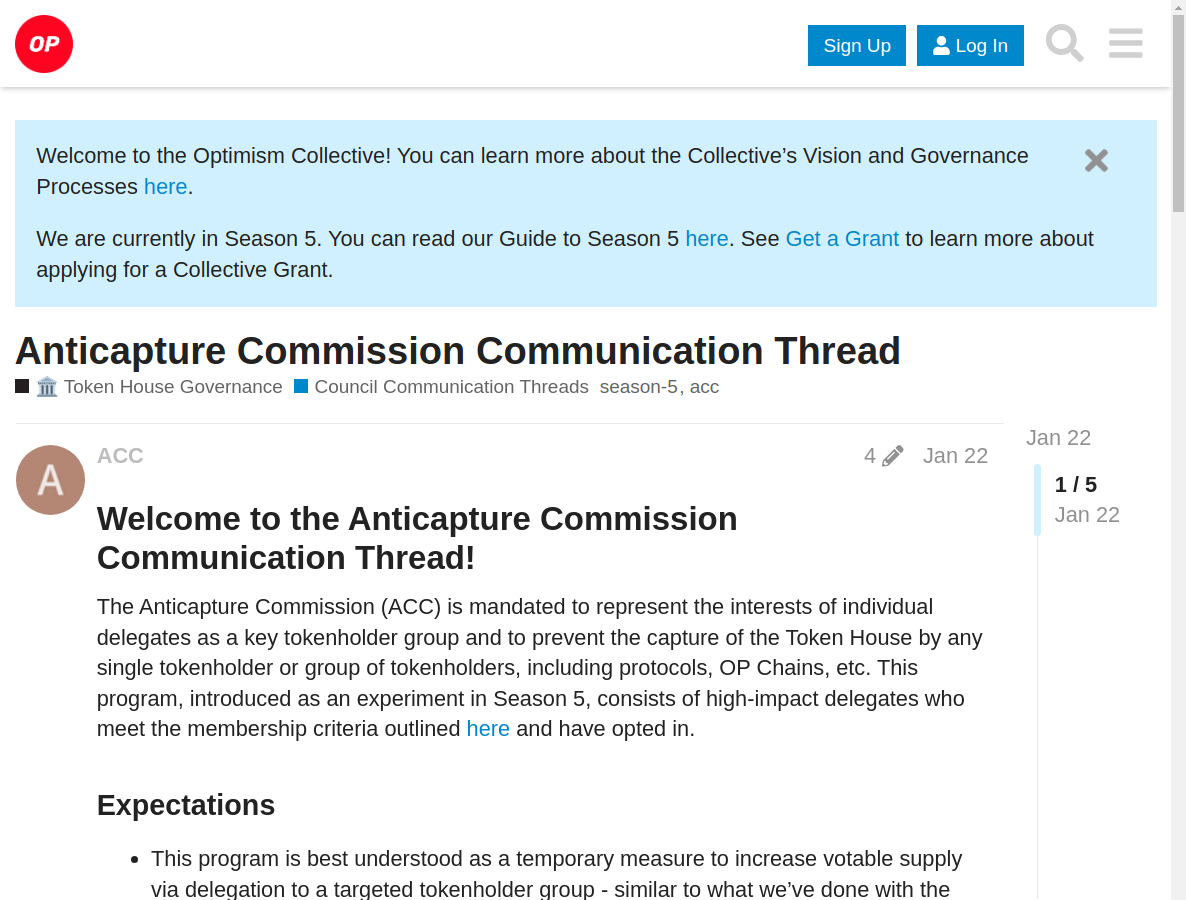 OP
Sign Up
Log In
Welcome to the Optimism Collective! You can learn more about the Collective’s Vision and Governance
Processes here.
We are currently in Season 5. You can read our Guide to Season 5 here. See Get a Grant to learn more about
applying for a Collective Grant.
Anticapture Commission Communication Thread
🏛️ Token House Governance Council Communication Threads season-5, acc
A
ACC
4 Jan 22
Jan 22
1 / 5
Jan 22
Welcome to the Anticapture Commission
Communication Thread!
The Anticapture Commission (ACC) is mandated to represent the interests of individual
delegates as a key tokenholder group and to prevent the capture of the Token House by any
single tokenholder or group of tokenholders, including protocols, OP Chains, etc. This
program, introduced as an experiment in Season 5, consists of high-impact delegates who
meet the membership criteria outlined here and have opted in.
Expectations
• This program is best understood as a temporary measure to increase votable supply
via delegation to a targeted tokenholder group - similar to what we’ve done with the